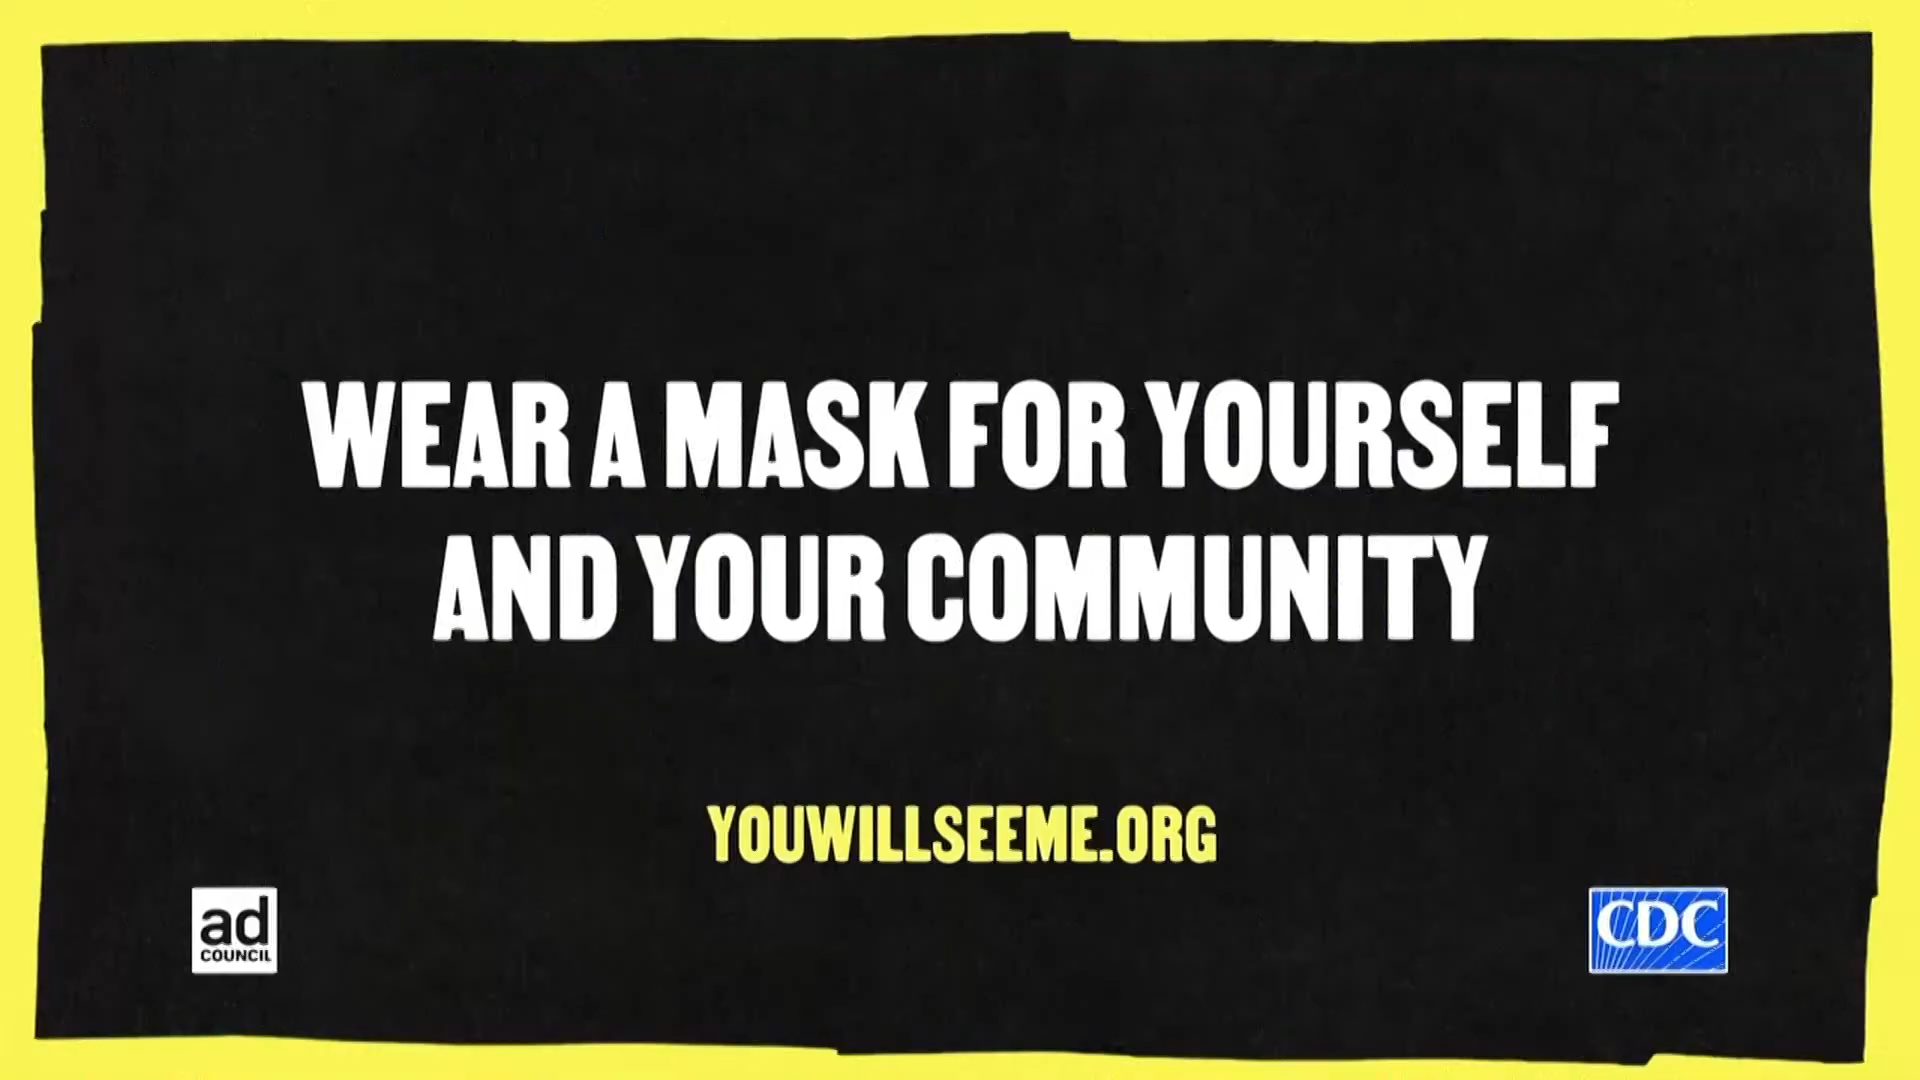 WEAR A MASK FOR YOURSELF
AND YOUR COMMUNITY
YOUWILLSEEME.ORG
ad
COUNCIL
CDC